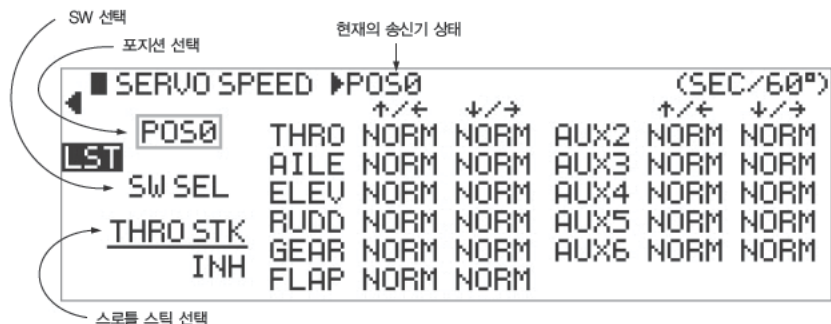 SW 선택
포지션 선택
현재의 송신기 상태
■ SERVO SPEED ▶POS0 (SEC/60°)
↑/← ↓/→ ↑/← ↓/→
POS0
LST
SW SEL
THRO STK
INH
THRO NORM NORM AUX2 NORM NORM
AILE NORM NORM AUX3 NORM NORM
ELEV NORM NORM AUX4 NORM NORM
RUDD NORM NORM AUX5 NORM NORM
GEAR NORM NORM AUX6 NORM NORM
FLAP NORM NORM
스로틀 스틱 선택